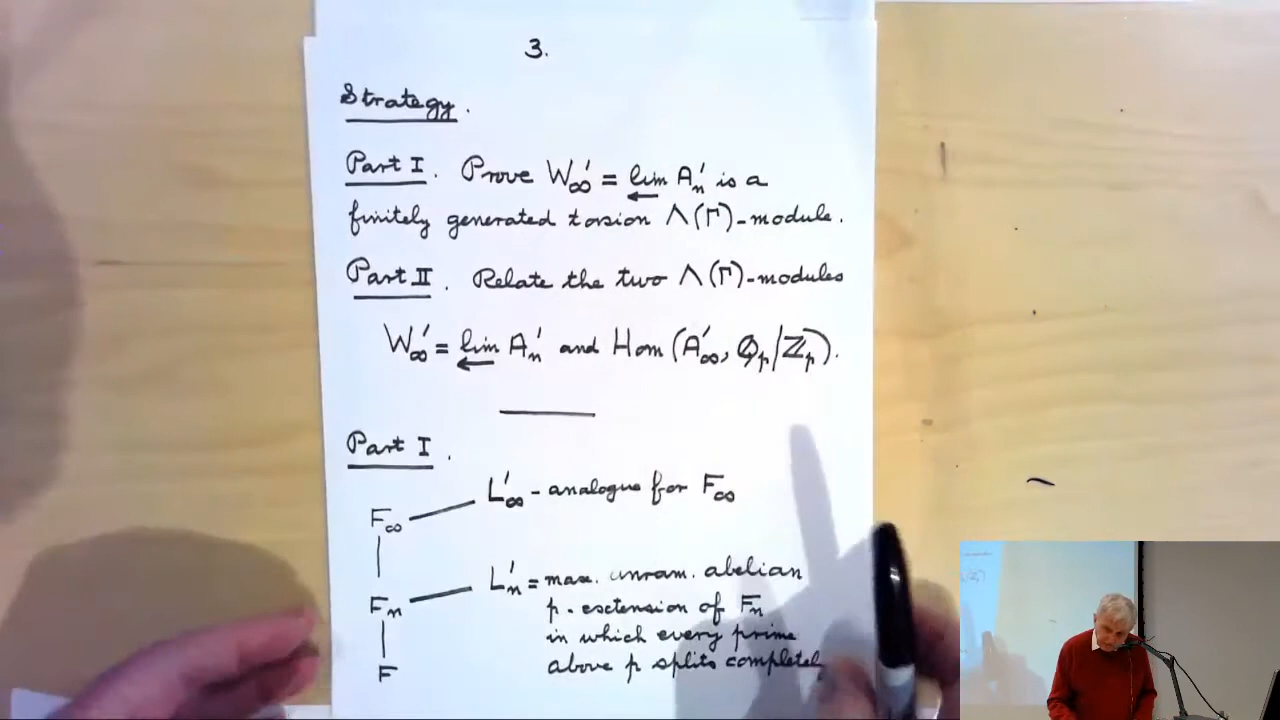 3.
Strategy.
Part I. Prove W'∞ = lim← A'n is a
finitely generated torsion Λ(Γ)-module.
Part II. Relate the two Λ(Γ)-modules
W'∞ = lim← A'n and Hom (A'∞, ℚp/ℤp).
Part I.
L'∞ - analogue for F∞
F∞
L'n = max. unram. abelian
Fn
p-extension of Fn
in which every prime
F
above p splits completely